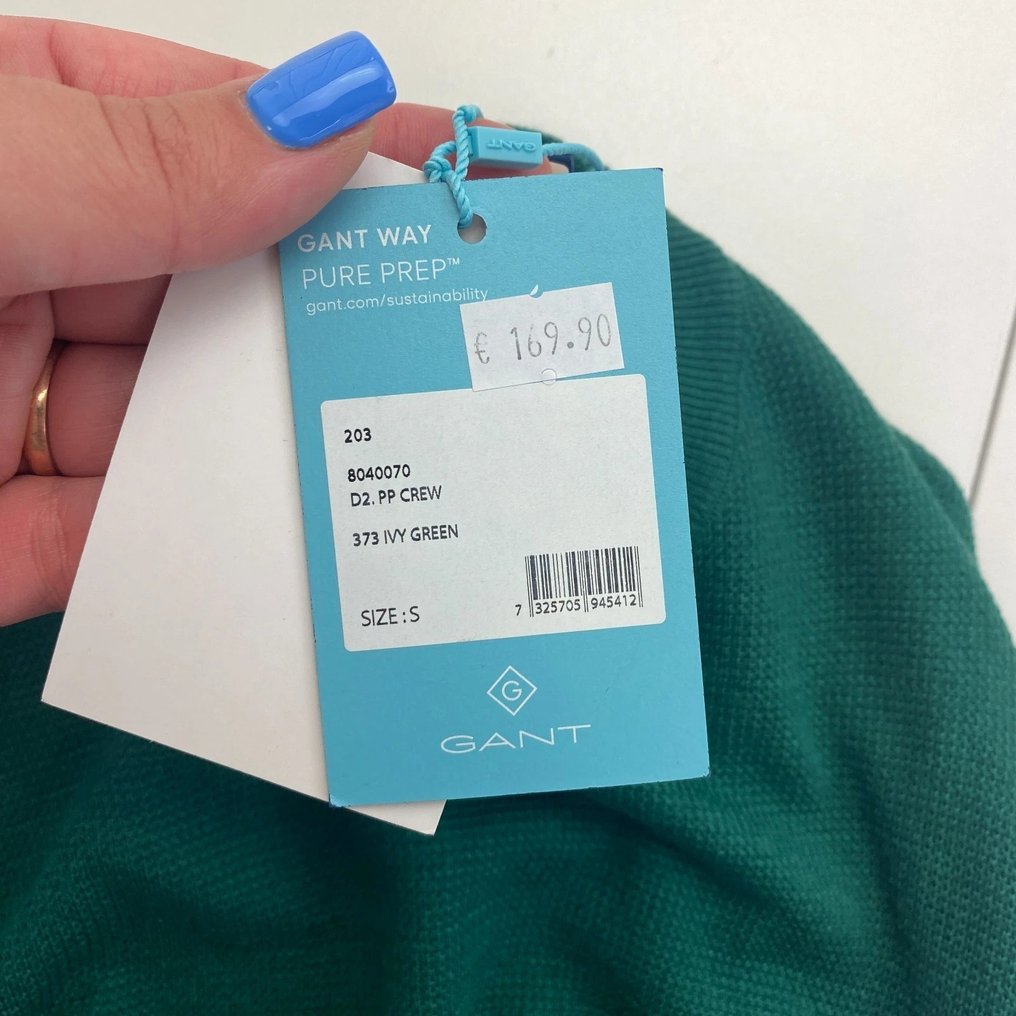 GANT
GANT WAY
PURE PREP™
gant.com/sustainability
€ 169.90
203
8040070
D2. PP CREW
373 IVY GREEN
SIZE : S
7 325705 945412
G
GANT